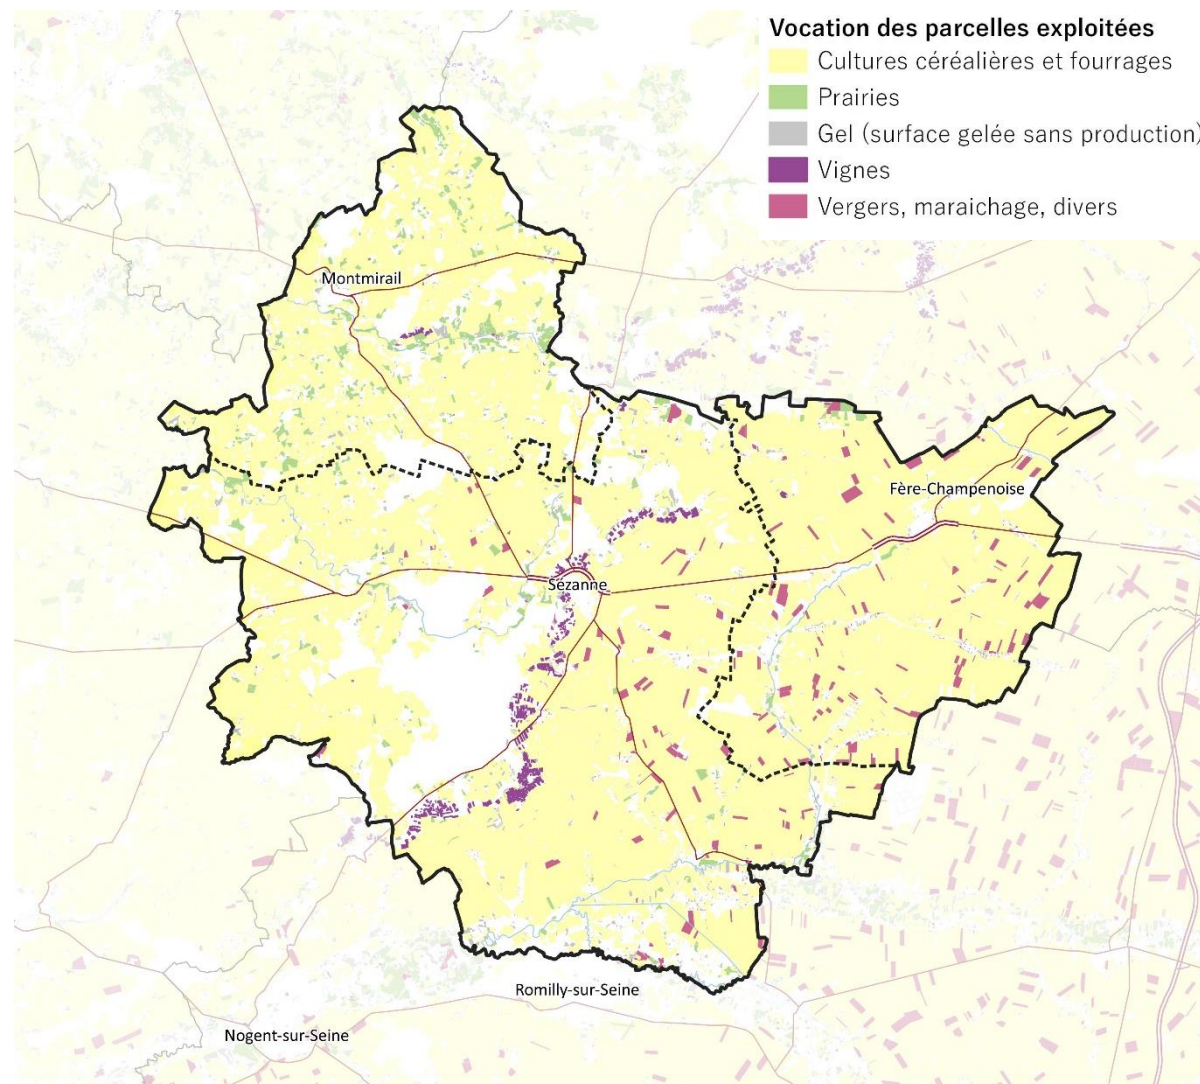 Vocation des parcelles exploitées
Cultures céréalières et fourrages
Prairies
Gel (surface gelée sans production)
Vignes
Vergers, maraichage, divers
Montmirail
Fère-Champenoise
Sézanne
Romilly-sur-Seine
Nogent-sur-Seine